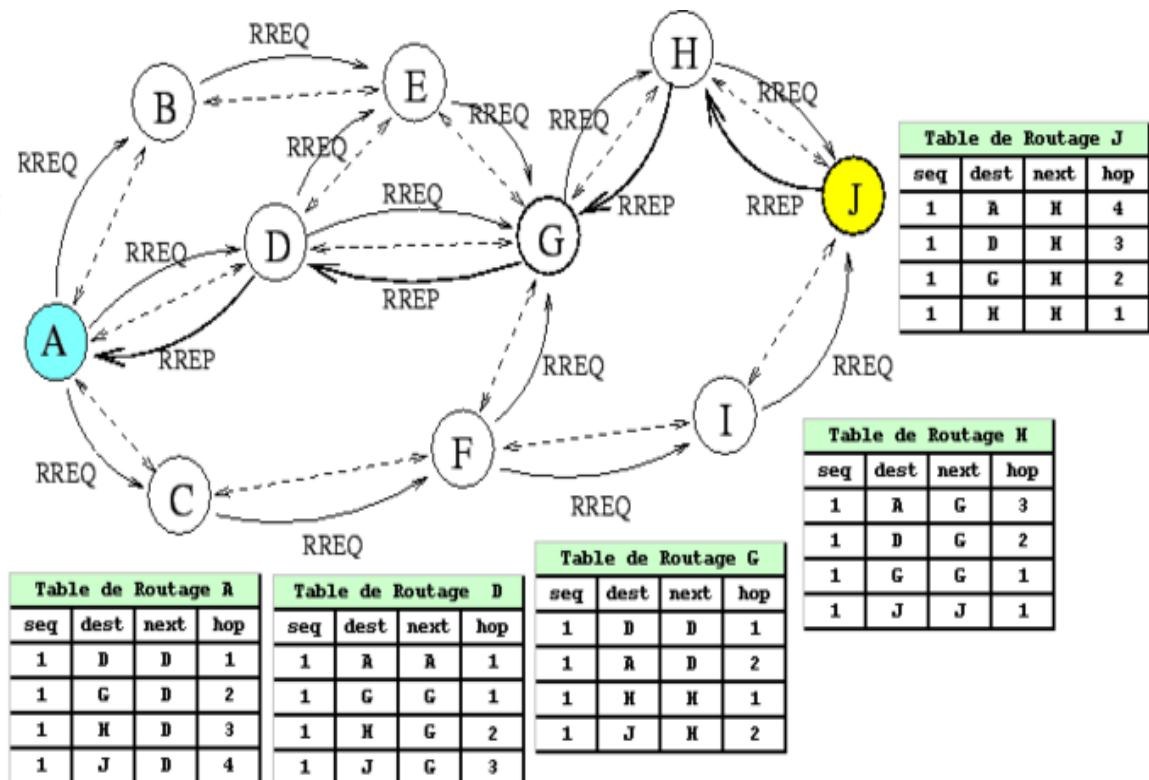 RREQ
H
E
B
RREQ
RREQ
RREQ
RREQ
RREQ
RREQ
J
RREQ
RREP
RREP
D
G
RREQ
RREP
A
RREP
RREQ
RREQ
I
F
RREQ
C
RREQ
RREQ
Table de Routage J
seq dest next hop
1 A H 4
1 D H 3
1 G H 2
1 H H 1
Table de Routage H
seq dest next hop
1 A G 3
1 D G 2
1 G G 1
1 J J 1
Table de Routage A
seq dest next hop
1 D D 1
1 G D 2
1 H D 3
1 J D 4
Table de Routage D
seq dest next hop
1 A A 1
1 G G 1
1 H G 2
1 J G 3
Table de Routage G
seq dest next hop
1 D D 1
1 A D 2
1 H H 1
1 J H 2